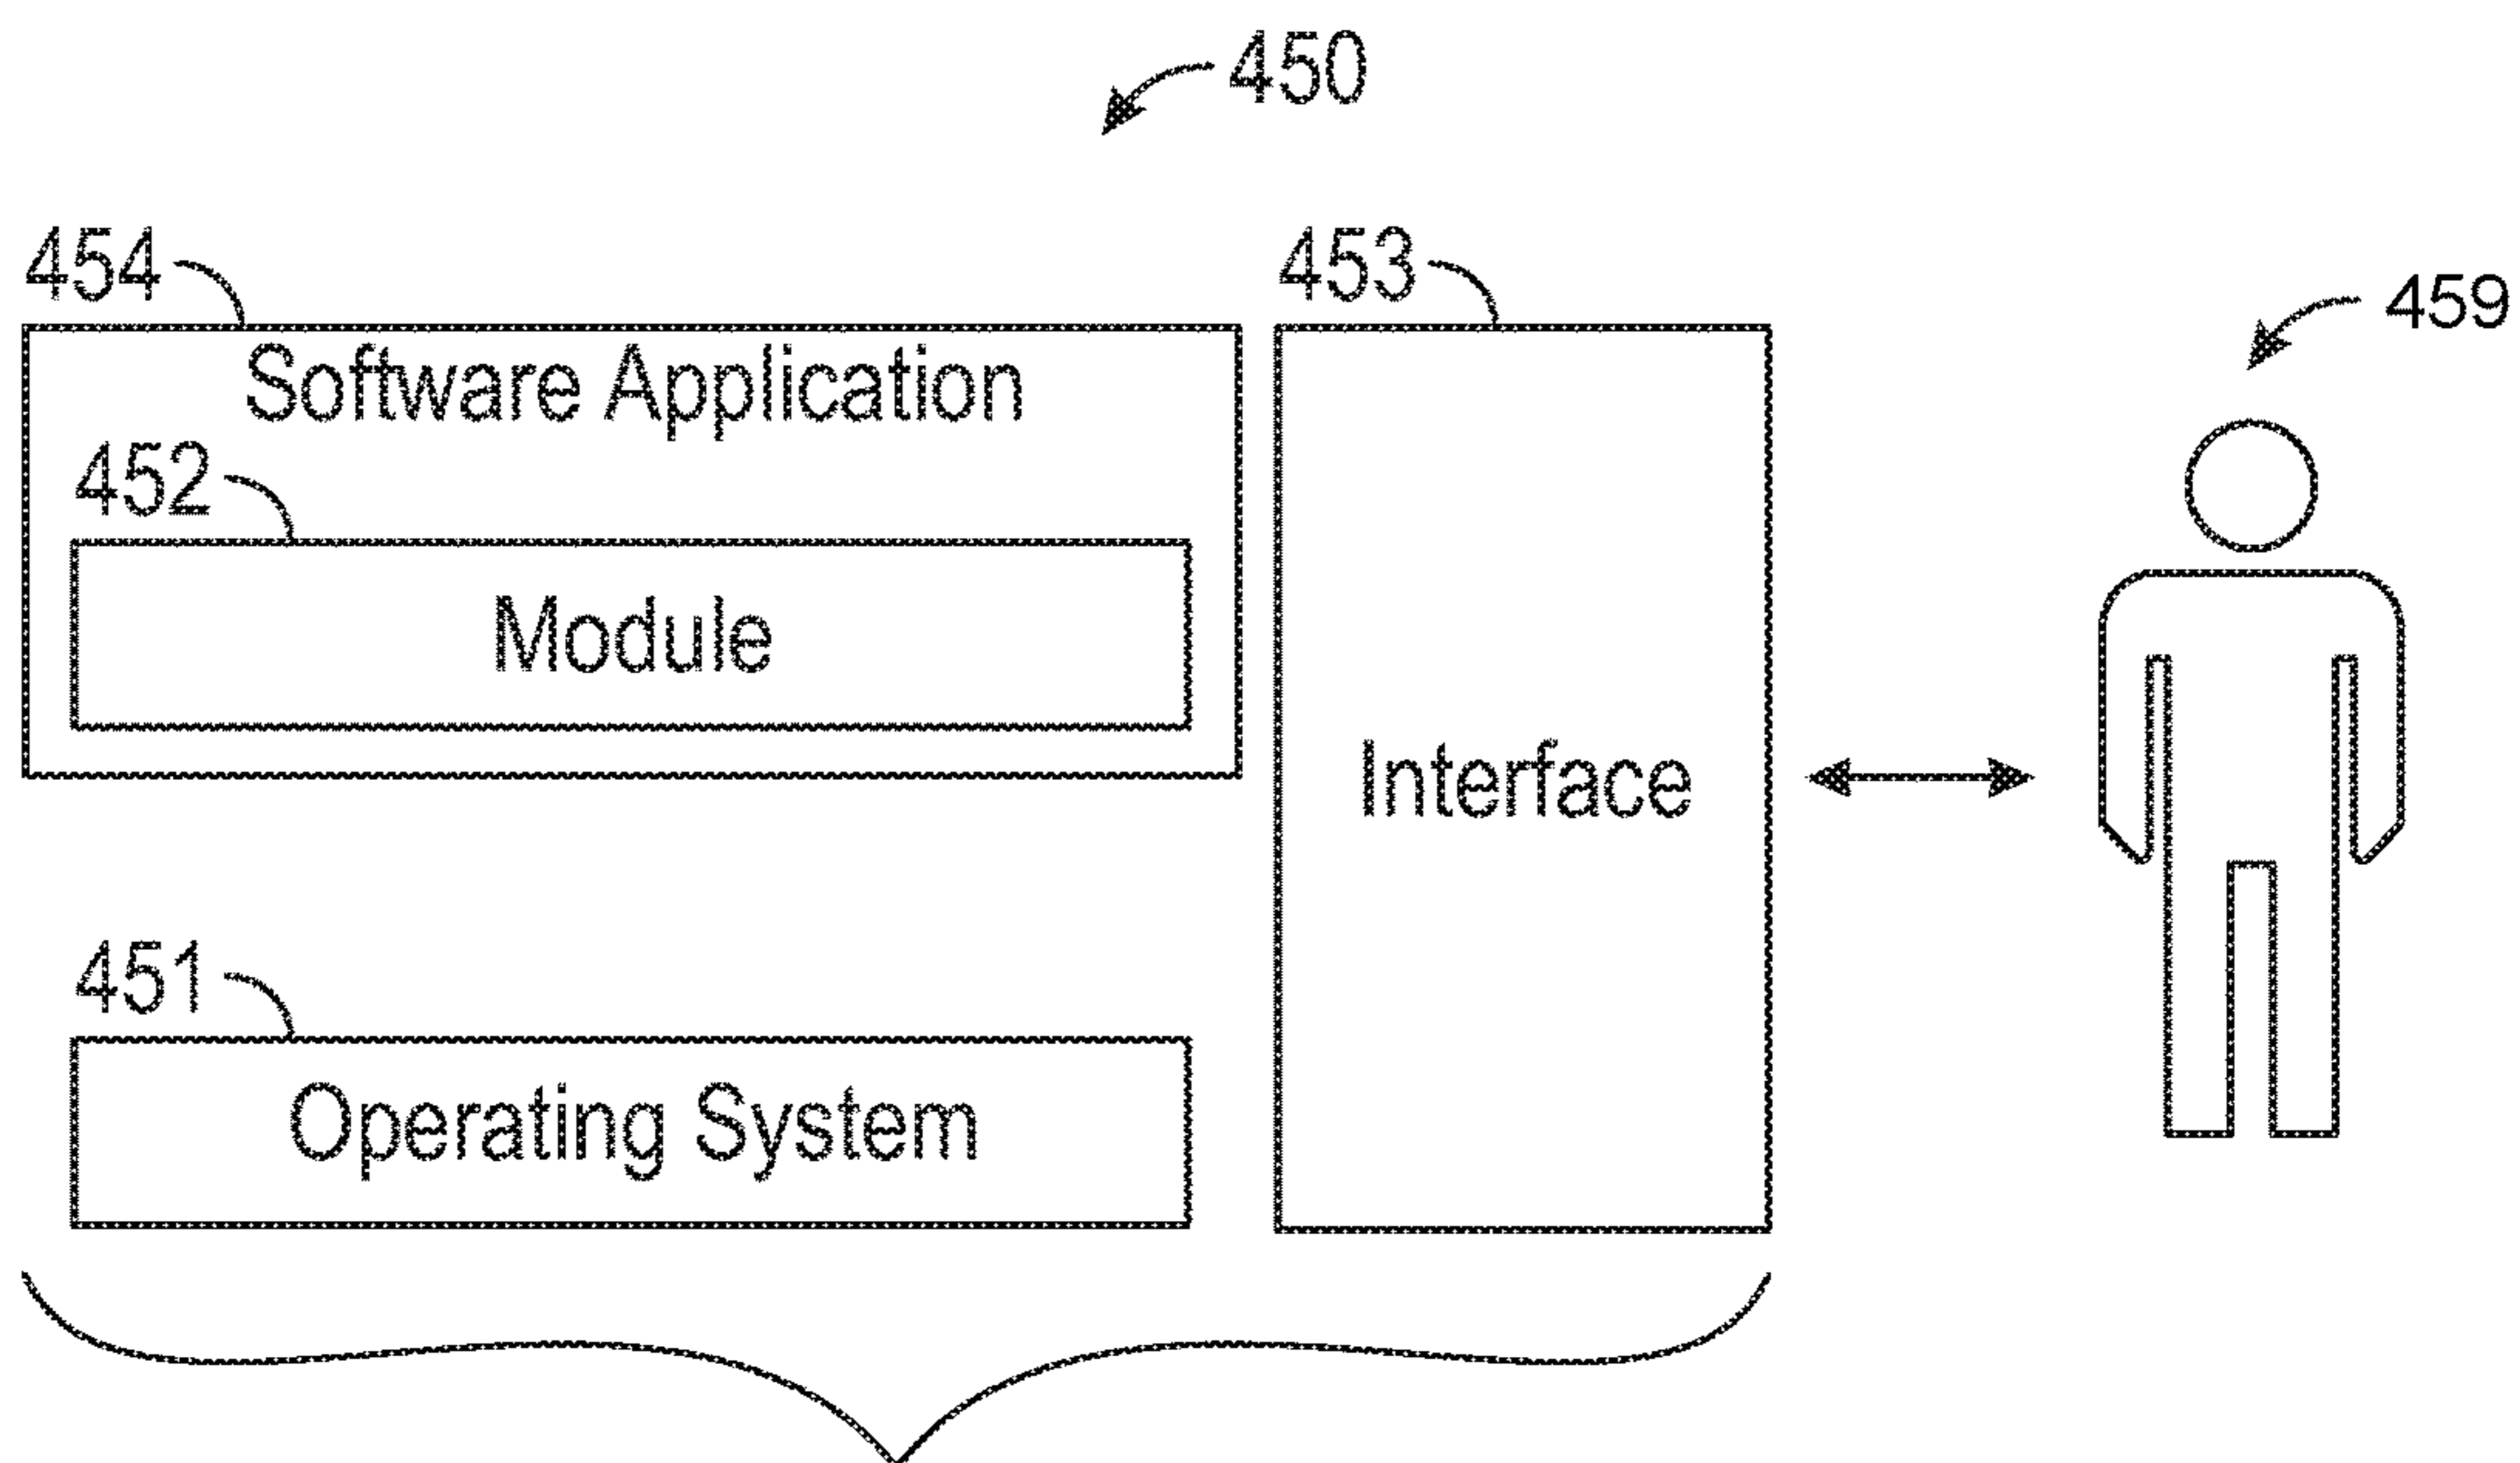 450
454
453
459
Software Application
452
Module
Interface
451
Operating System